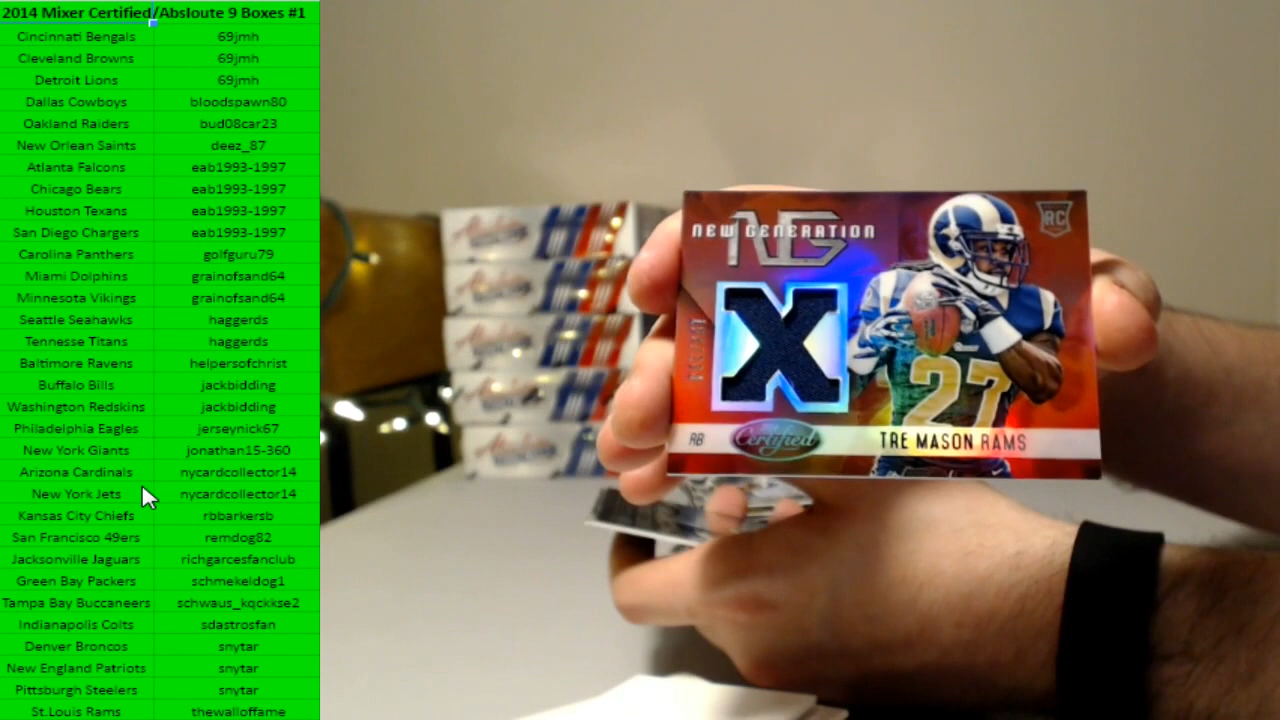 2014 Mixer Certified/Absloute 9 Boxes #1
Cincinnati Bengals 69jmh
Cleveland Browns 69jmh
Detroit Lions 69jmh
Dallas Cowboys bloodspawn80
Oakland Raiders bud08car23
New Orlean Saints deez_87
Atlanta Falcons eab1993-1997
Chicago Bears eab1993-1997
Houston Texans eab1993-1997
San Diego Chargers eab1993-1997
Carolina Panthers golfguru79
Miami Dolphins grainofsand64
Minnesota Vikings grainofsand64
Seattle Seahawks haggerds
Tennesse Titans haggerds
Baltimore Ravens helpersofchrist
Buffalo Bills jackbidding
Washington Redskins jackbidding
Philadelphia Eagles jerseynick67
New York Giants jonathan15-360
Arizona Cardinals nycardcollector14
New York Jets nycardcollector14
Kansas City Chiefs rbbarkersb
San Francisco 49ers remdog82
Jacksonville Jaguars richgarcesfanclub
Green Bay Packers schmekeldog1
Tampa Bay Buccaneers schwaus_kqckkse2
Indianapolis Colts sdastrosfan
Denver Broncos snytar
New England Patriots snytar
Pittsburgh Steelers snytar
St.Louis Rams thewalloffame
NG
NEW GENERATION
RC
X
27
RB Certified TRE MASON RAMS